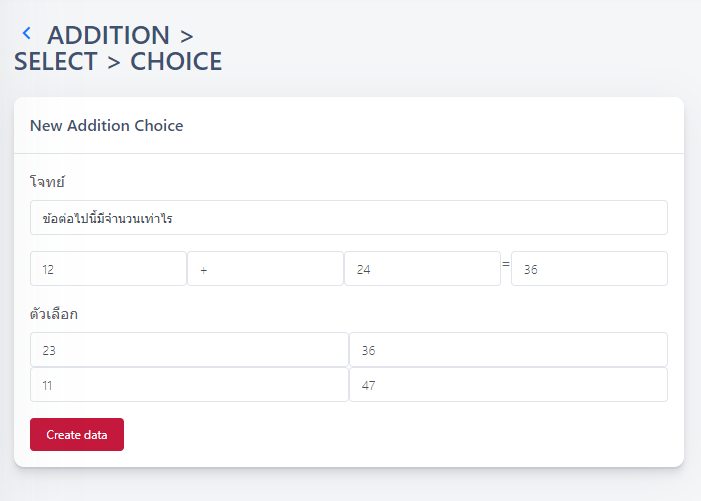 ADDITION >
SELECT > CHOICE
New Addition Choice
โจทย์
ข้อต่อไปนี้มีจำนวนเท่าไร
12 + 24 = 36
ตัวเลือก
23 36
11 47
Create data